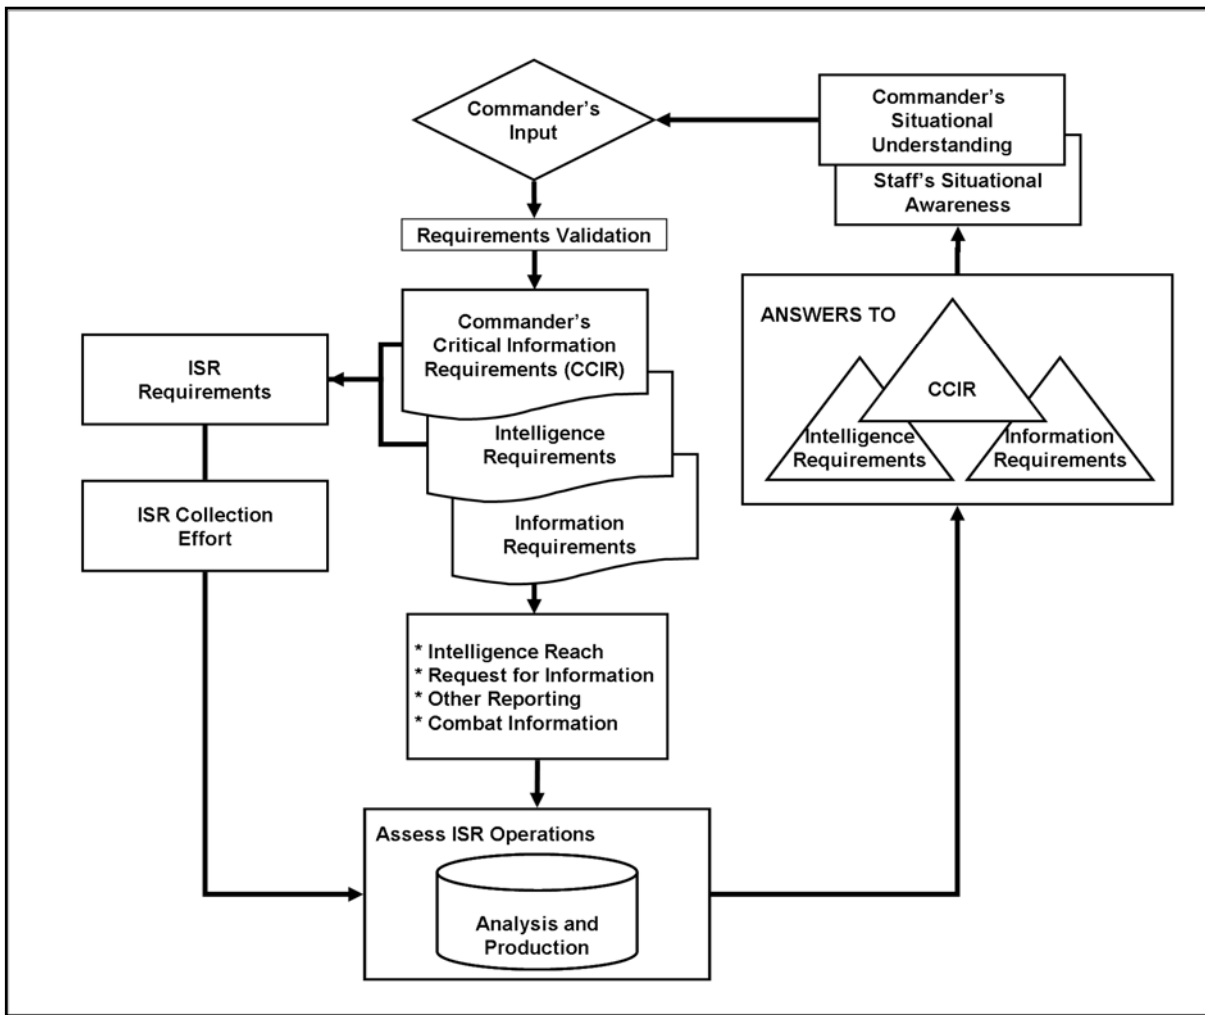 Commander's
Input
Commander's
Situational
Understanding
Staff's Situational
Awareness
Requirements Validation
Commander's
Critical Information
Requirements (CCIR)
Intelligence
Requirements
Information
Requirements
ISR
Requirements
ISR Collection
Effort
ANSWERS TO
CCIR
Intelligence
Requirements
Information
Requirements
* Intelligence Reach
* Request for Information
* Other Reporting
* Combat Information
Assess ISR Operations
Analysis and
Production